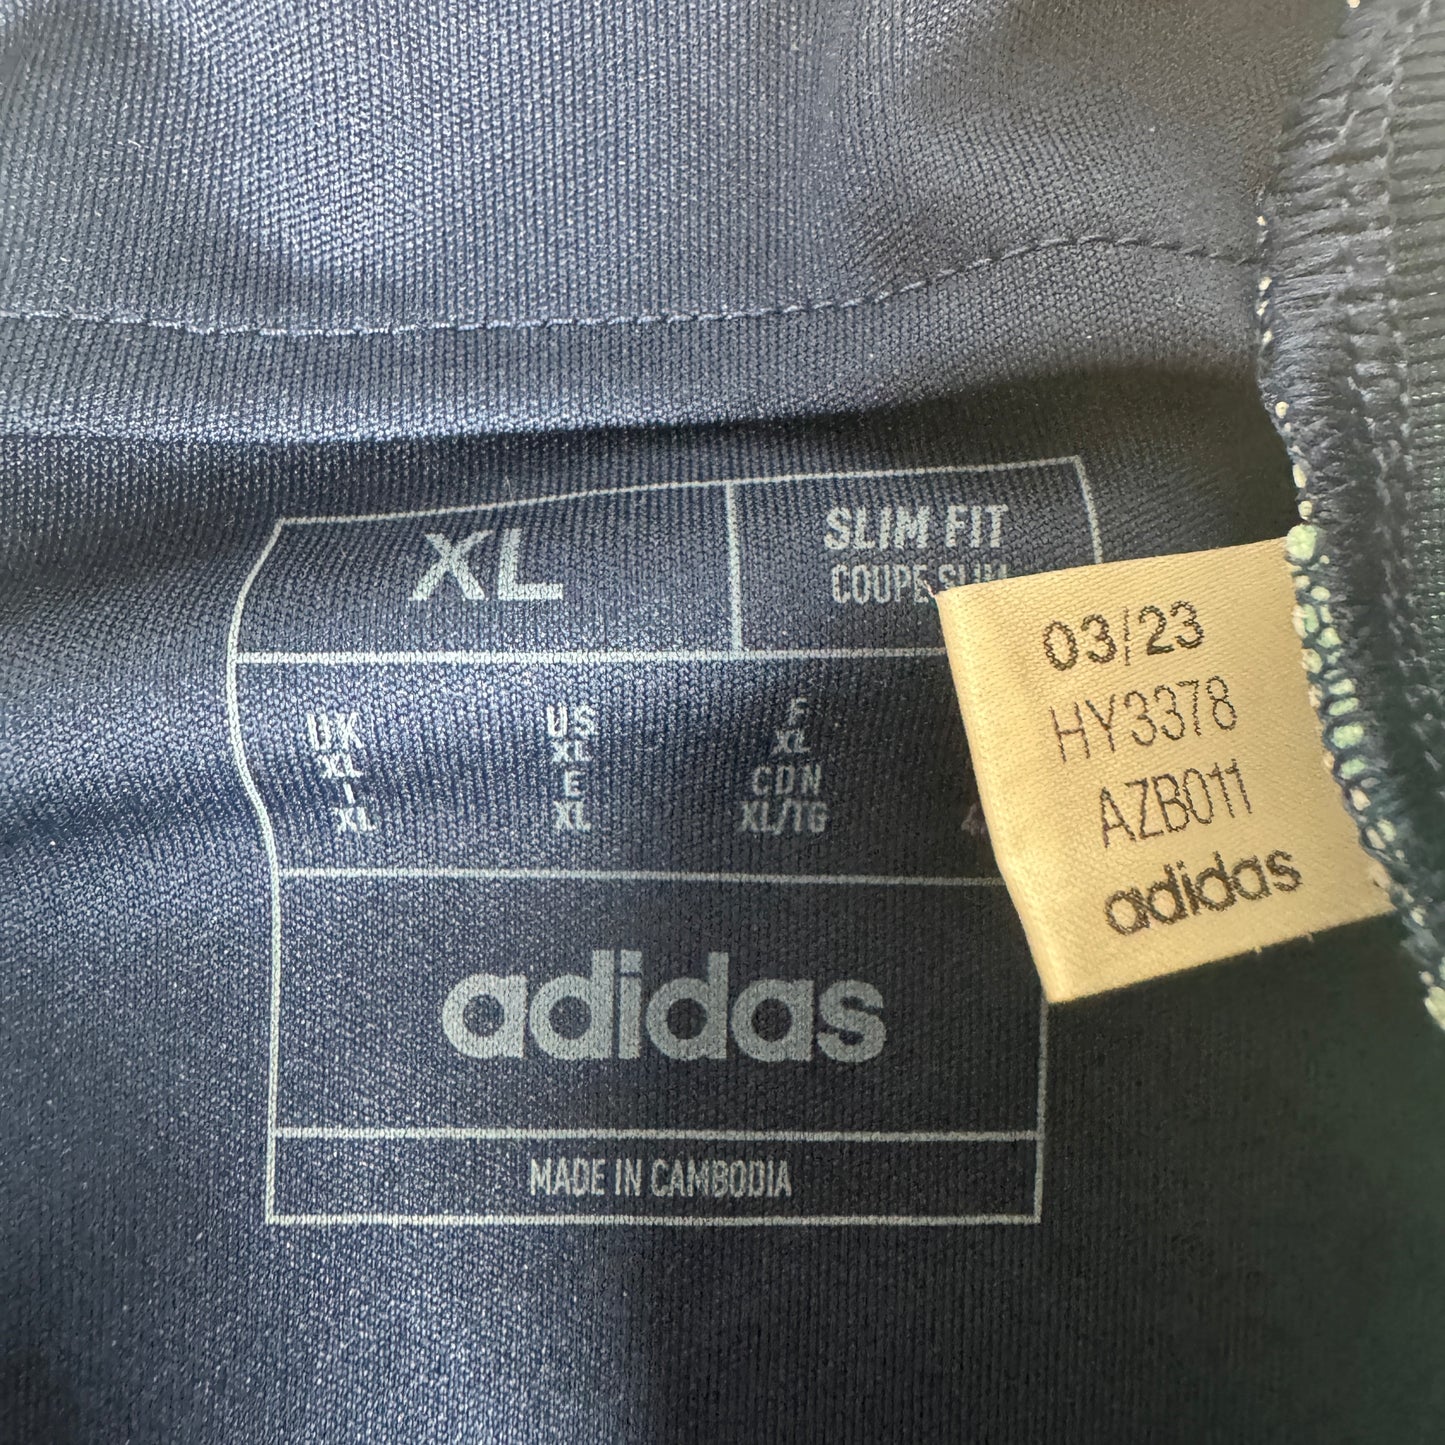 XL
SLIM FIT
COUPE SLIM
UK
XL
I
XL
US
XL
E
XL
F
XL
CDN
XL/TG
adidas
MADE IN CAMBODIA
03/23
HY3378
AZB011
adidas